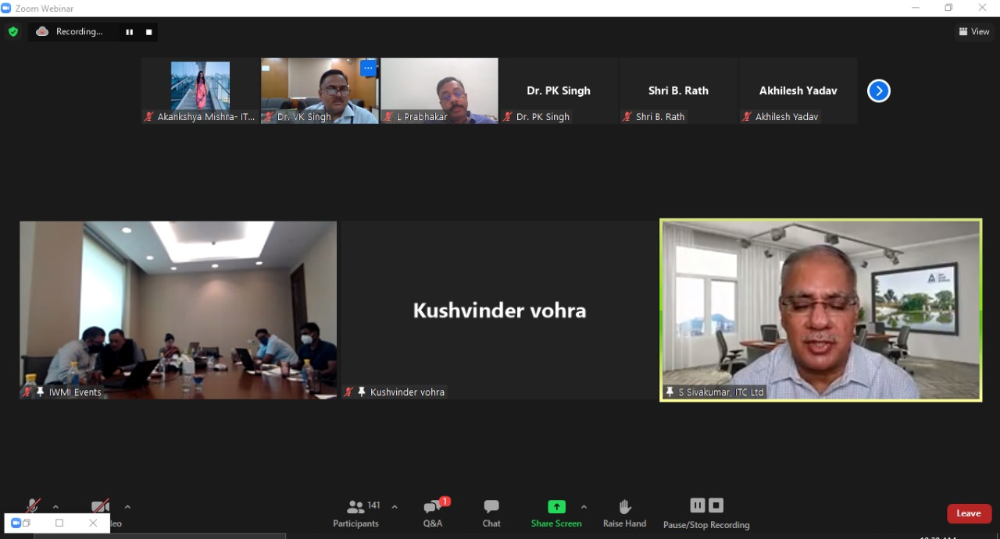 Zoom Webinar
Recording...
View
Dr. PK Singh
Shri B. Rath
Akhilesh Yadav
Akankshya Mishra- IT...
Dr. VK Singh
L Prabhakar
Dr. PK Singh
Shri B. Rath
Akhilesh Yadav
Kushvinder vohra
IWMI Events
Kushvinder vohra
S Sivakumar, ITC Ltd
141
1
Participants
Q&A
Chat
Share Screen
Raise Hand
Pause/Stop Recording
Leave